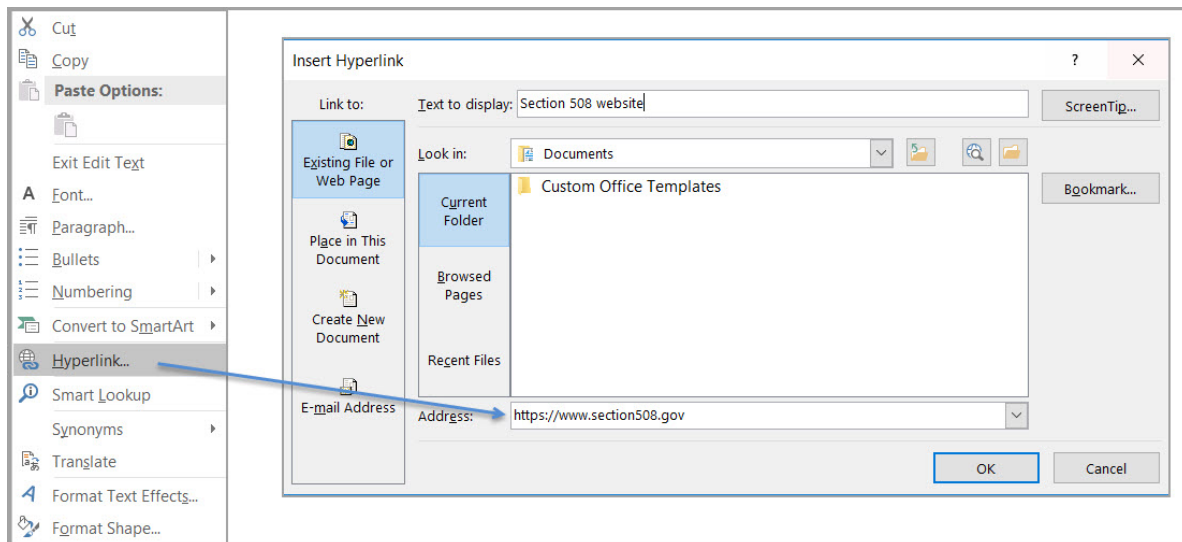 Cut
Copy
Paste Options:
Exit Edit Text
A Font...
Paragraph...
Bullets
Numbering
Convert to SmartArt
Hyperlink...
Smart Lookup
Synonyms
Translate
A Format Text Effects...
Format Shape...
Insert Hyperlink ? ×
Link to:
Existing File or
Web Page
Place in This
Document
Create New
Document
E-mail Address
Text to display: Section 508 website
ScreenTip...
Look in: Documents
Bookmark...
Current
Folder
Browsed
Pages
Recent Files
Custom Office Templates
Address: https://www.section508.gov
OK Cancel